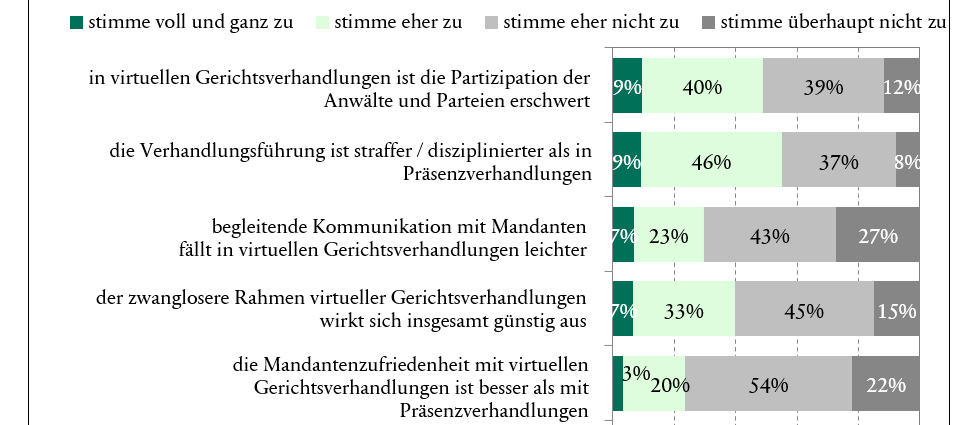 stimme voll und ganz zu stimme eher zu stimme eher nicht zu stimme überhaupt nicht zu
in virtuellen Gerichtsverhandlungen ist die Partizipation der
Anwälte und Parteien erschwert
9% 40% 39% 12%
die Verhandlungsführung ist straffer / disziplinierter als in
Präsenzverhandlungen
9% 46% 37% 8%
begleitende Kommunikation mit Mandanten
fällt in virtuellen Gerichtsverhandlungen leichter
7% 23% 43% 27%
der zwanglosere Rahmen virtueller Gerichtsverhandlungen
wirkt sich insgesamt günstig aus
7% 33% 45% 15%
die Mandantenzufriedenheit mit virtuellen
Gerichtsverhandlungen ist besser als mit
Präsenzverhandlungen
3% 20% 54% 22%